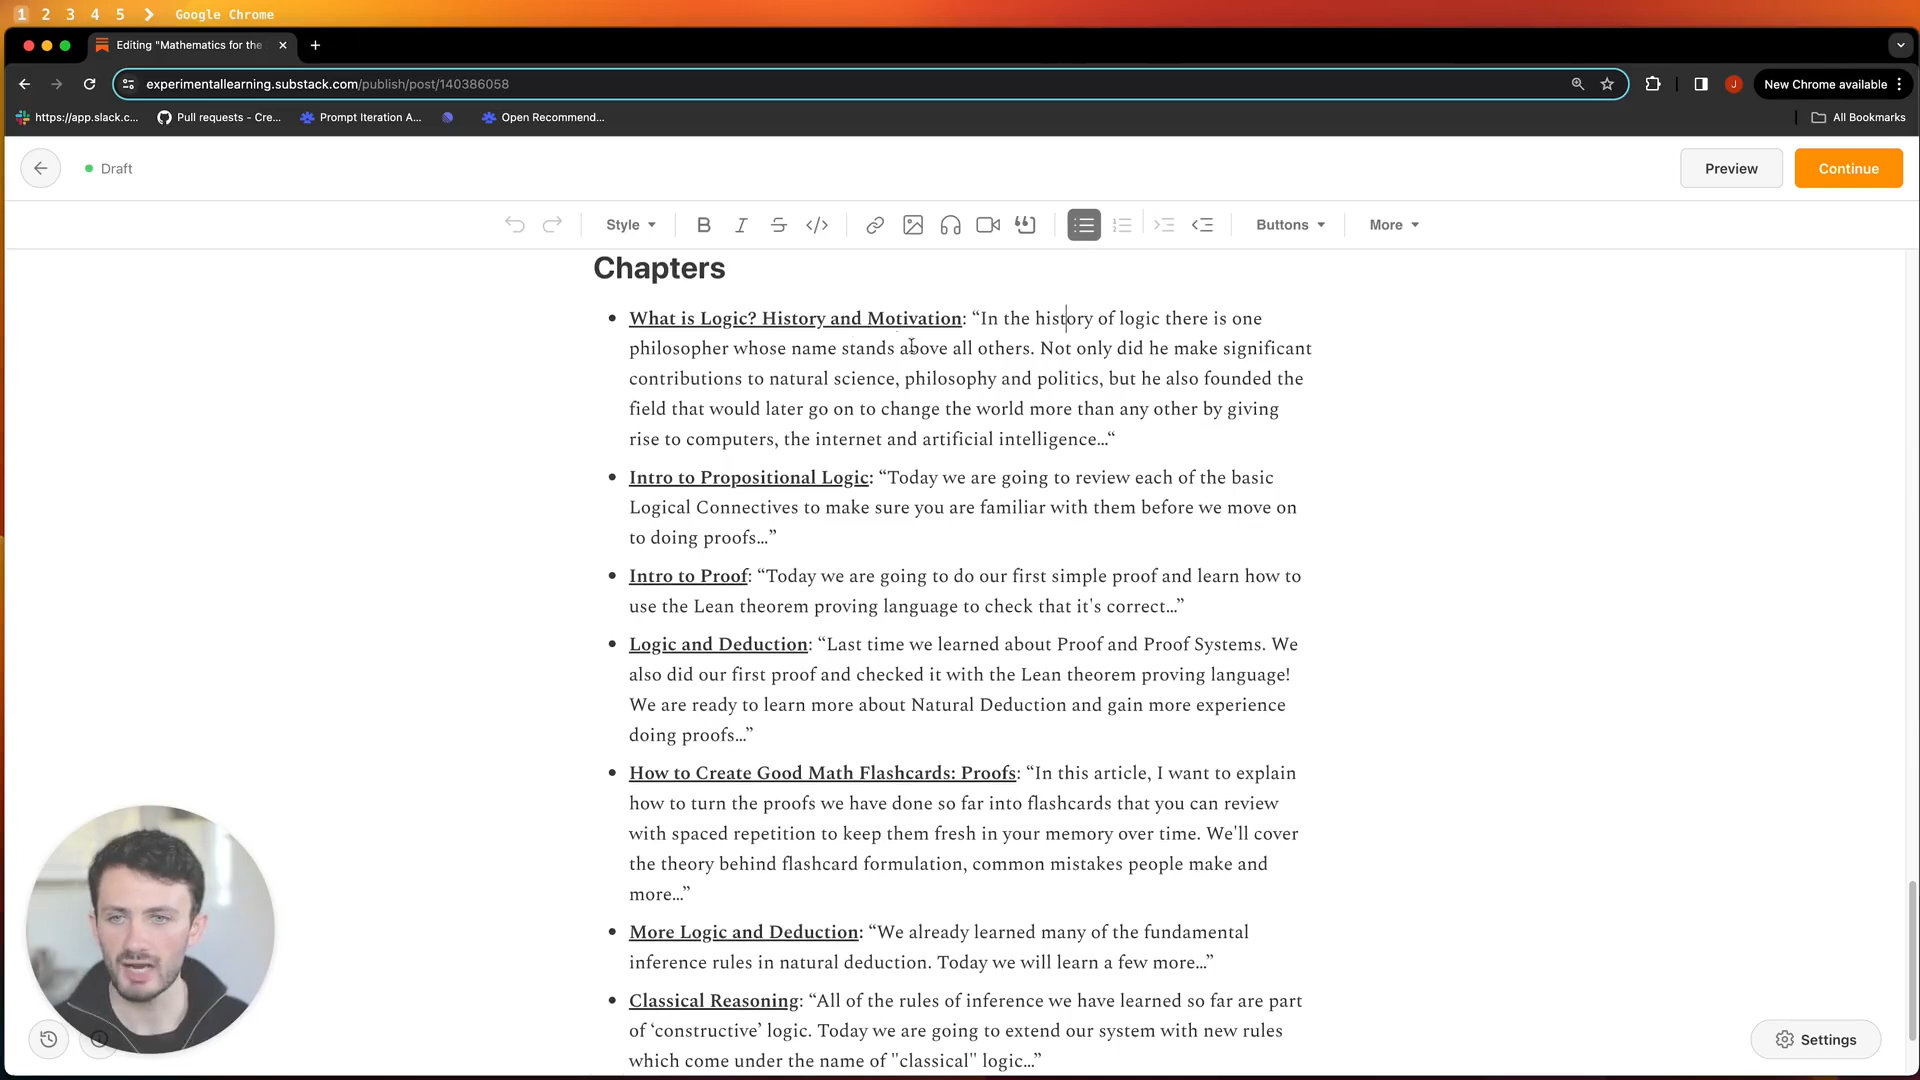 1 2 3 4 5 Google Chrome
Editing "Mathematics for the
experimentallearning.substack.com/publish/post/140386058
J
New Chrome available
https://app.slack.c...
Pull requests - Cre...
Prompt Iteration A...
Open Recommend...
All Bookmarks
Draft
Preview
Continue
Style
B
I
S
Buttons
More
Chapters
What is Logic? History and Motivation: “In the history of logic there is one
philosopher whose name stands above all others. Not only did he make significant
contributions to natural science, philosophy and politics, but he also founded the
field that would later go on to change the world more than any other by giving
rise to computers, the internet and artificial intelligence…“
Intro to Propositional Logic: “Today we are going to review each of the basic
Logical Connectives to make sure you are familiar with them before we move on
to doing proofs…”
Intro to Proof: “Today we are going to do our first simple proof and learn how to
use the Lean theorem proving language to check that it's correct…”
Logic and Deduction: “Last time we learned about Proof and Proof Systems. We
also did our first proof and checked it with the Lean theorem proving language!
We are ready to learn more about Natural Deduction and gain more experience
doing proofs…”
How to Create Good Math Flashcards: Proofs: “In this article, I want to explain
how to turn the proofs we have done so far into flashcards that you can review
with spaced repetition to keep them fresh in your memory over time. We'll cover
the theory behind flashcard formulation, common mistakes people make and
more…”
More Logic and Deduction: “We already learned many of the fundamental
inference rules in natural deduction. Today we will learn a few more…”
Classical Reasoning: “All of the rules of inference we have learned so far are part
of ‘constructive’ logic. Today we are going to extend our system with new rules
which come under the name of "classical" logic…”
Settings